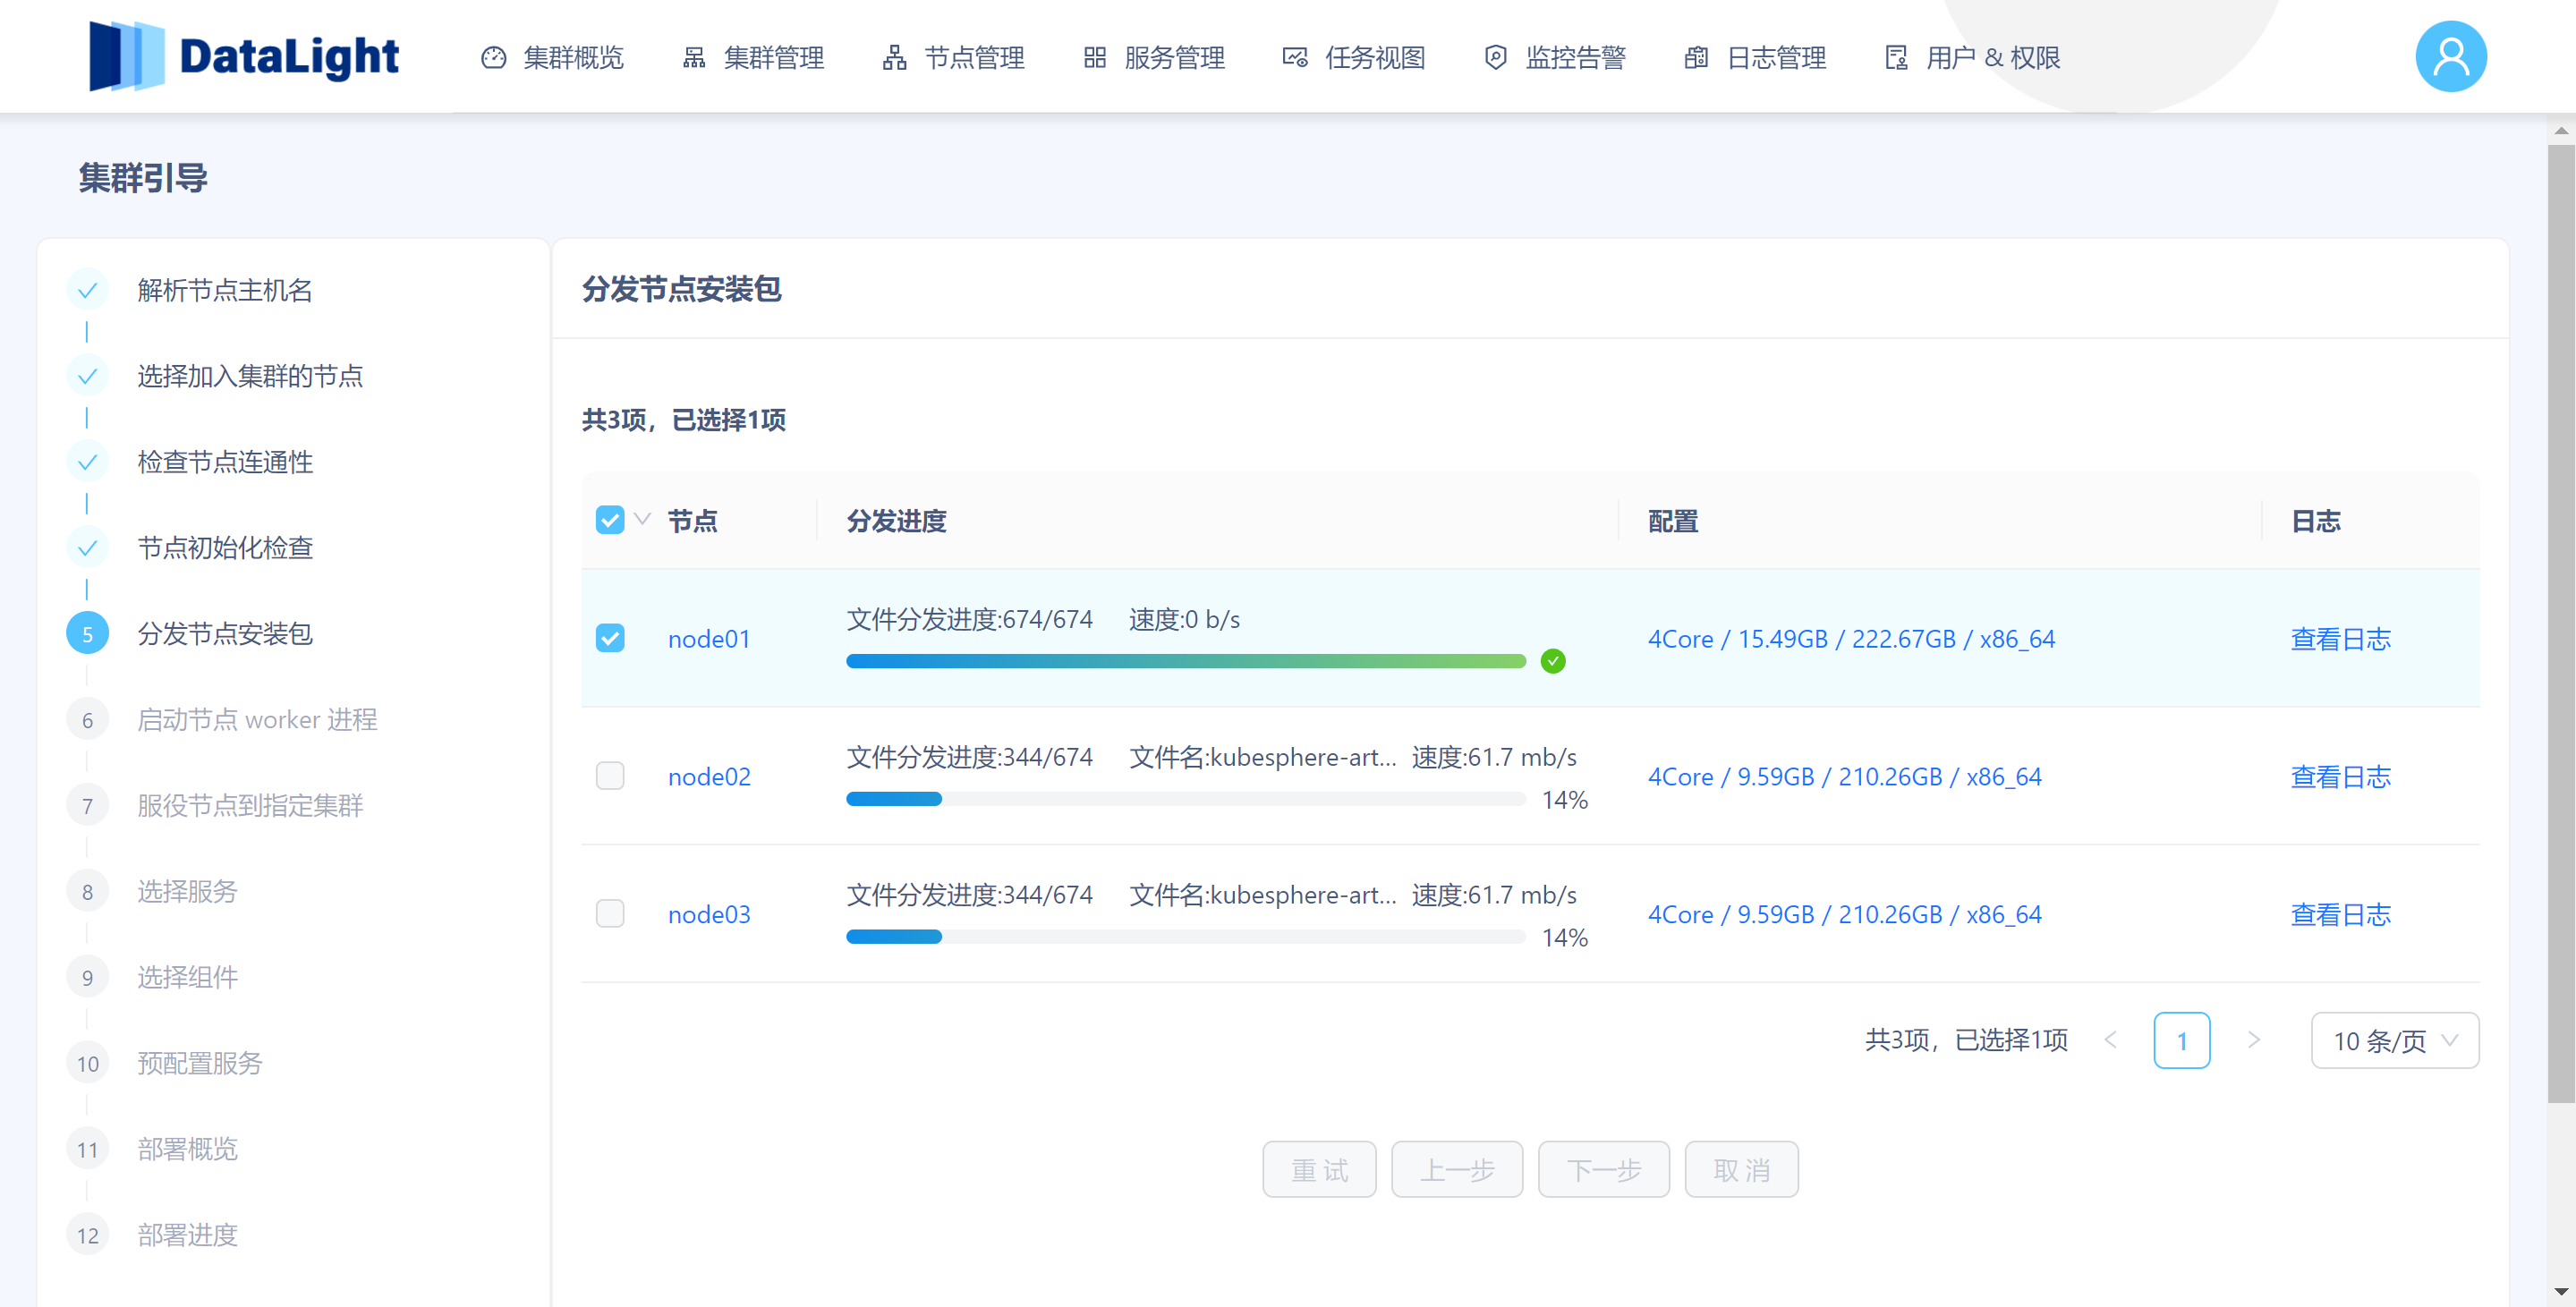 DataLight
集群概览 集群管理 节点管理 服务管理 任务视图 监控告警 日志管理 用户 & 权限
集群引导
解析节点主机名
选择加入集群的节点
检查节点连通性
节点初始化检查
5 分发节点安装包
6 启动节点 worker 进程
7 服役节点到指定集群
8 选择服务
9 选择组件
10 预配置服务
11 部署概览
12 部署进度
分发节点安装包
共3项，已选择1项
节点 分发进度 配置 日志
node01 文件分发进度:674/674 速度:0 b/s 4Core / 15.49GB / 222.67GB / x86_64 查看日志
node02 文件分发进度:344/674 文件名:kubesphere-art... 速度:61.7 mb/s 14% 4Core / 9.59GB / 210.26GB / x86_64 查看日志
node03 文件分发进度:344/674 文件名:kubesphere-art... 速度:61.7 mb/s 14% 4Core / 9.59GB / 210.26GB / x86_64 查看日志
共3项，已选择1项 < 1 > 10 条/页
重 试 上一步 下一步 取 消